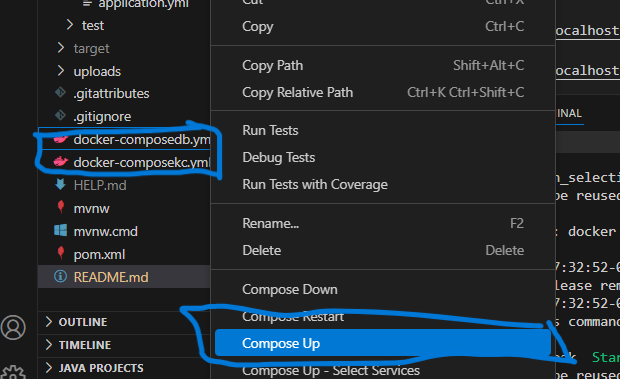 application.yml
test
target
uploads
.gitattributes
.gitignore
docker-composedb.ym
docker-composekc.yml
HELP.md
mvnw
mvnw.cmd
pom.xml
README.md
OUTLINE
TIMELINE
JAVA PROJECTS
Cut Ctrl+X
Copy Ctrl+C
Copy Path Shift+Alt+C
Copy Relative Path Ctrl+K Ctrl+Shift+C
Run Tests
Debug Tests
Run Tests with Coverage
Rename... F2
Delete Delete
Compose Down
Compose Restart
Compose Up
Compose Up - Select Services
ocalhost
ocalhost
INAL
n_selecti
be reused
: docker
7:32:52-0
lease rem
7:32:52-0
s comman
Star
be reused